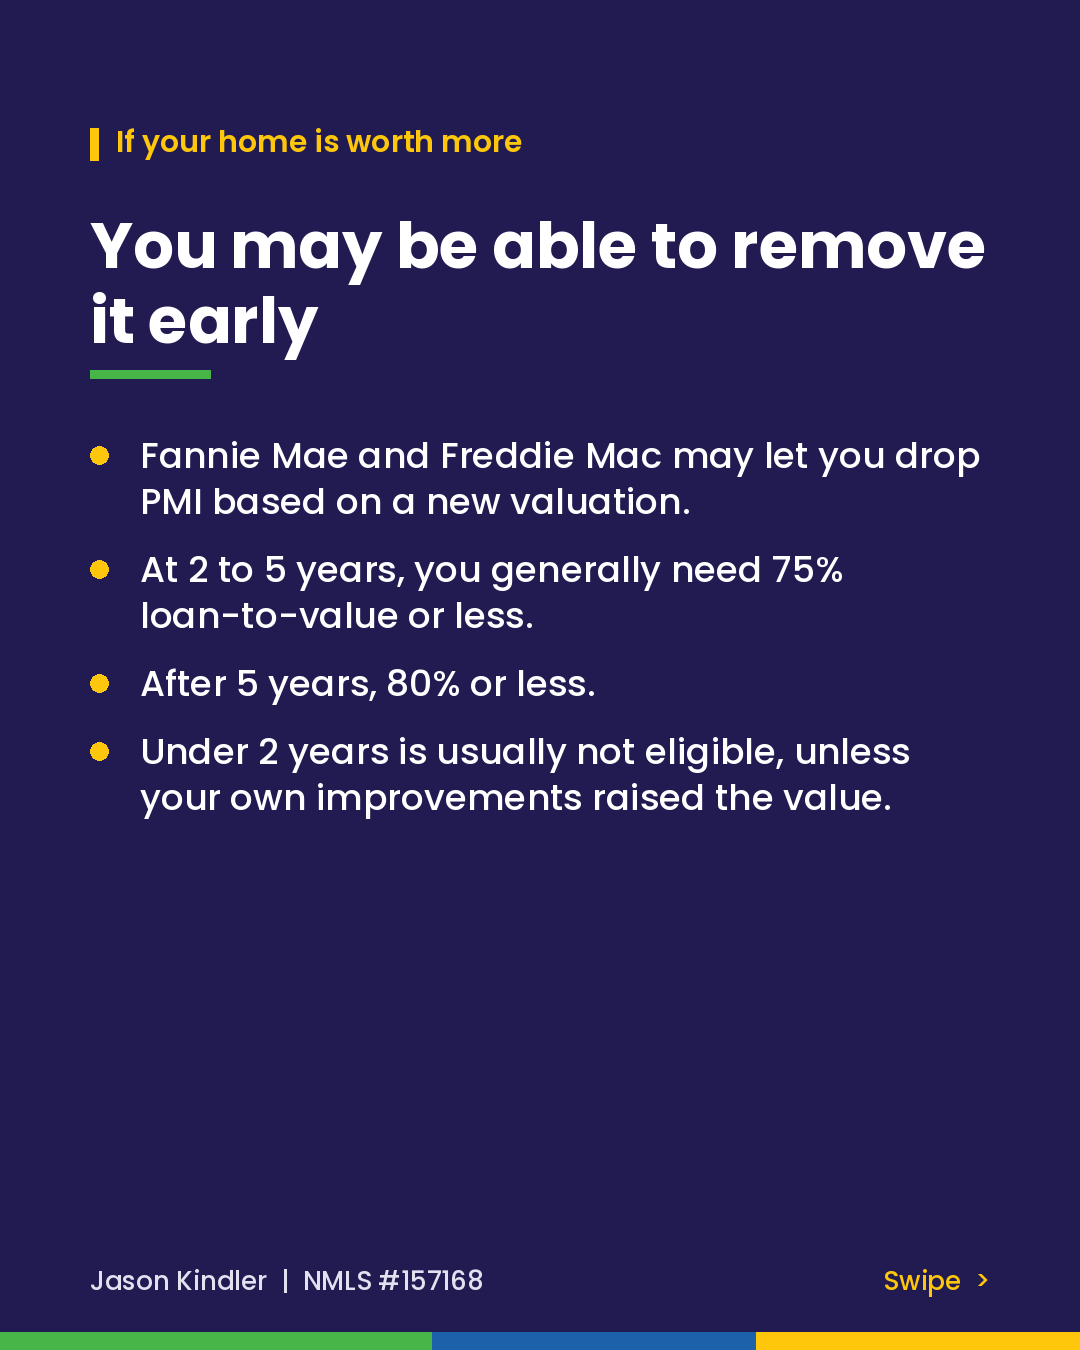 If your home is worth more
You may be able to remove
it early
Fannie Mae and Freddie Mac may let you drop
PMI based on a new valuation.
At 2 to 5 years, you generally need 75%
loan-to-value or less.
After 5 years, 80% or less.
Under 2 years is usually not eligible, unless
your own improvements raised the value.
Jason Kindler | NMLS #157168
Swipe >